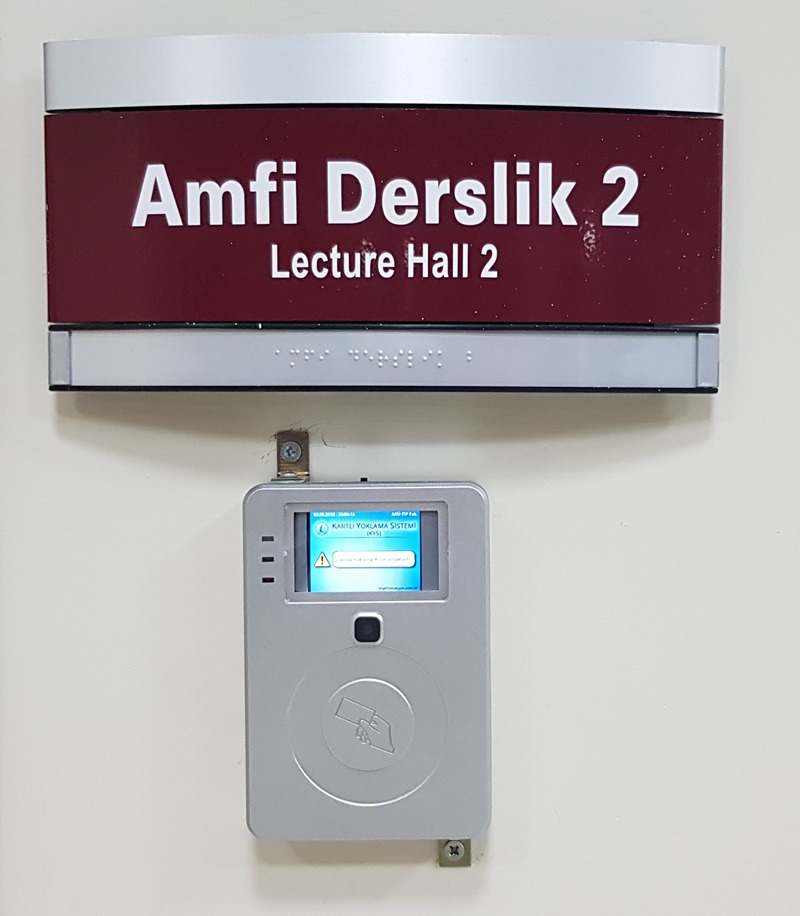 Amfi Derslik 2
Lecture Hall 2
KARTLI YOKLAMA SİSTEMİ
(KYS)